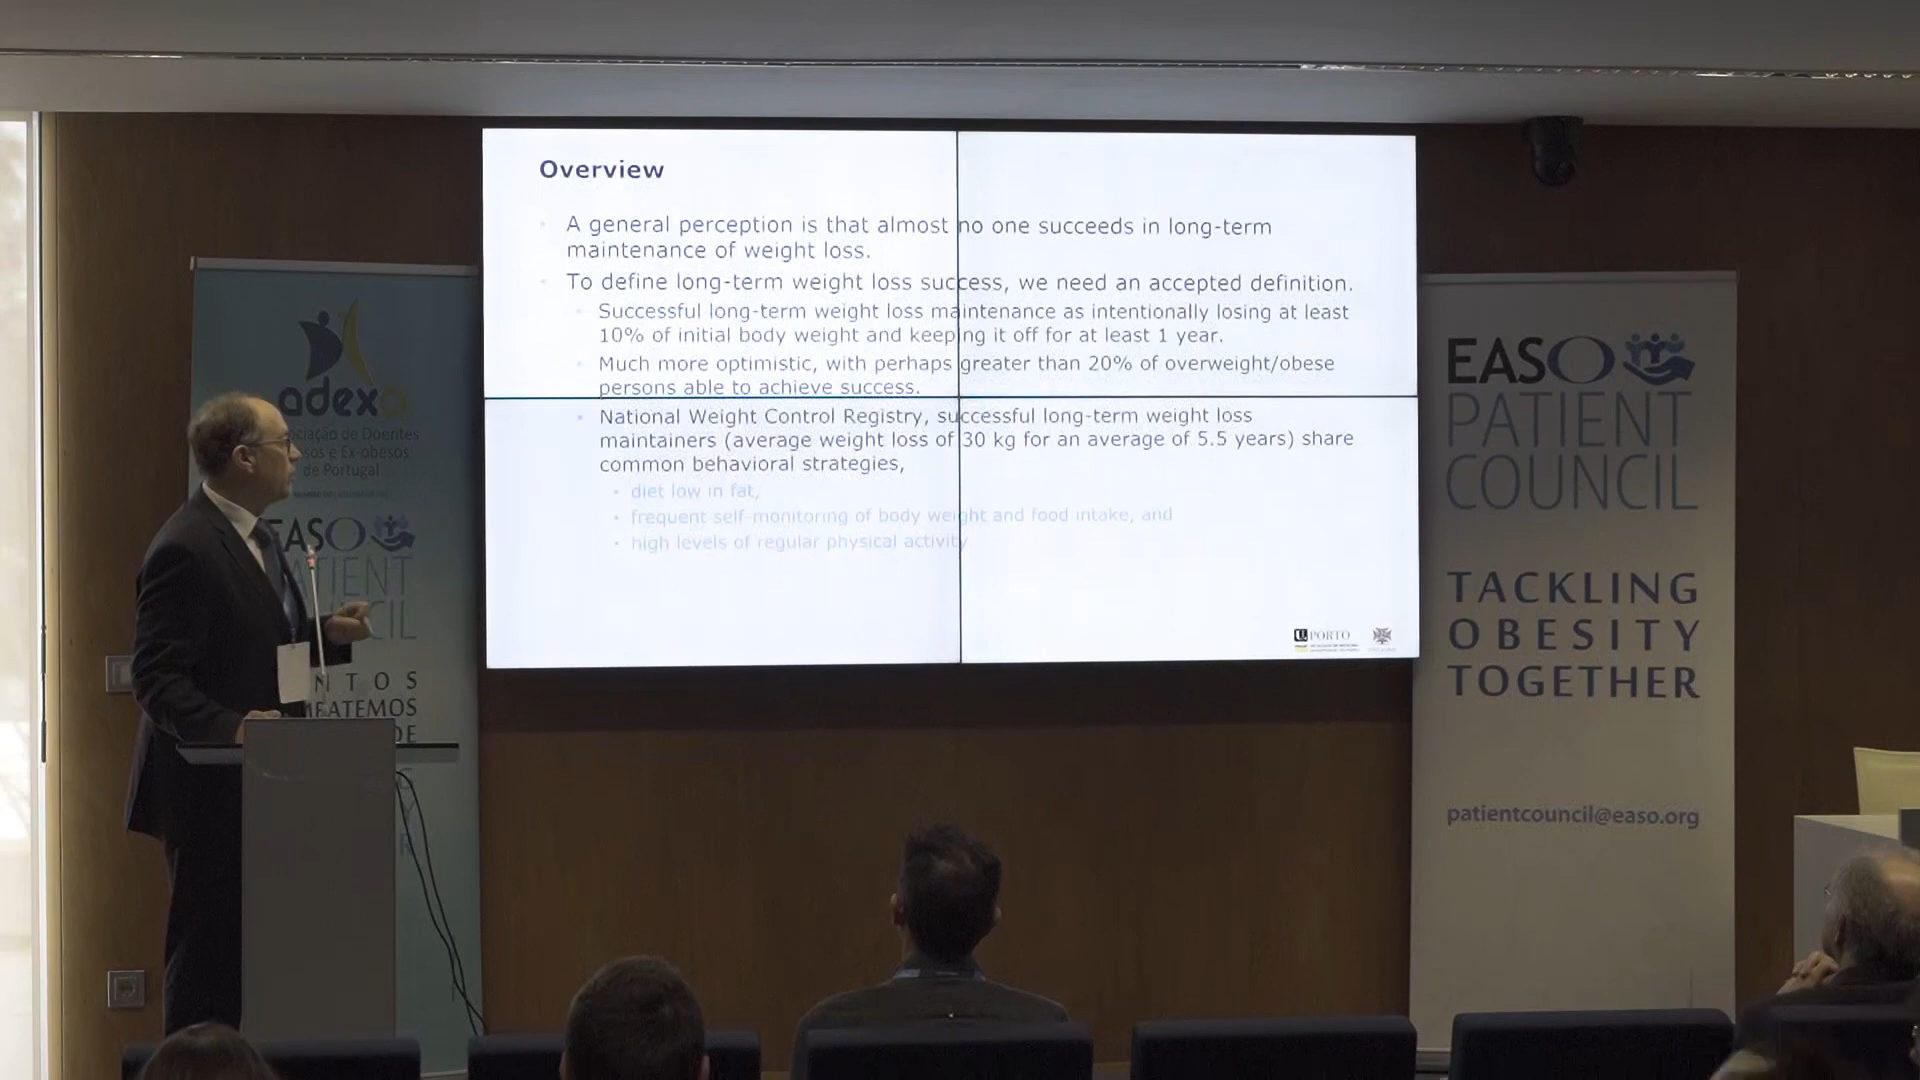 Overview
A general perception is that almost no one succeeds in long-term
maintenance of weight loss.
To define long-term weight loss success, we need an accepted definition.
Successful long-term weight loss maintenance as intentionally losing at least
10% of initial body weight and keeping it off for at least 1 year.
Much more optimistic, with perhaps greater than 20% of overweight/obese
persons able to achieve success.
National Weight Control Registry, successful long-term weight loss
maintainers (average weight loss of 30 kg for an average of 5.5 years) share
common behavioral strategies,
diet low in fat,
frequent self-monitoring of body weight and food intake, and
high levels of regular physical activity
U. PORTO
adexo
de Doentes
e Ex-obesos
de Portugal
EASO
EASO
PATIENT
COUNCIL
TACKLING
OBESITY
TOGETHER
patientcouncil@easo.org